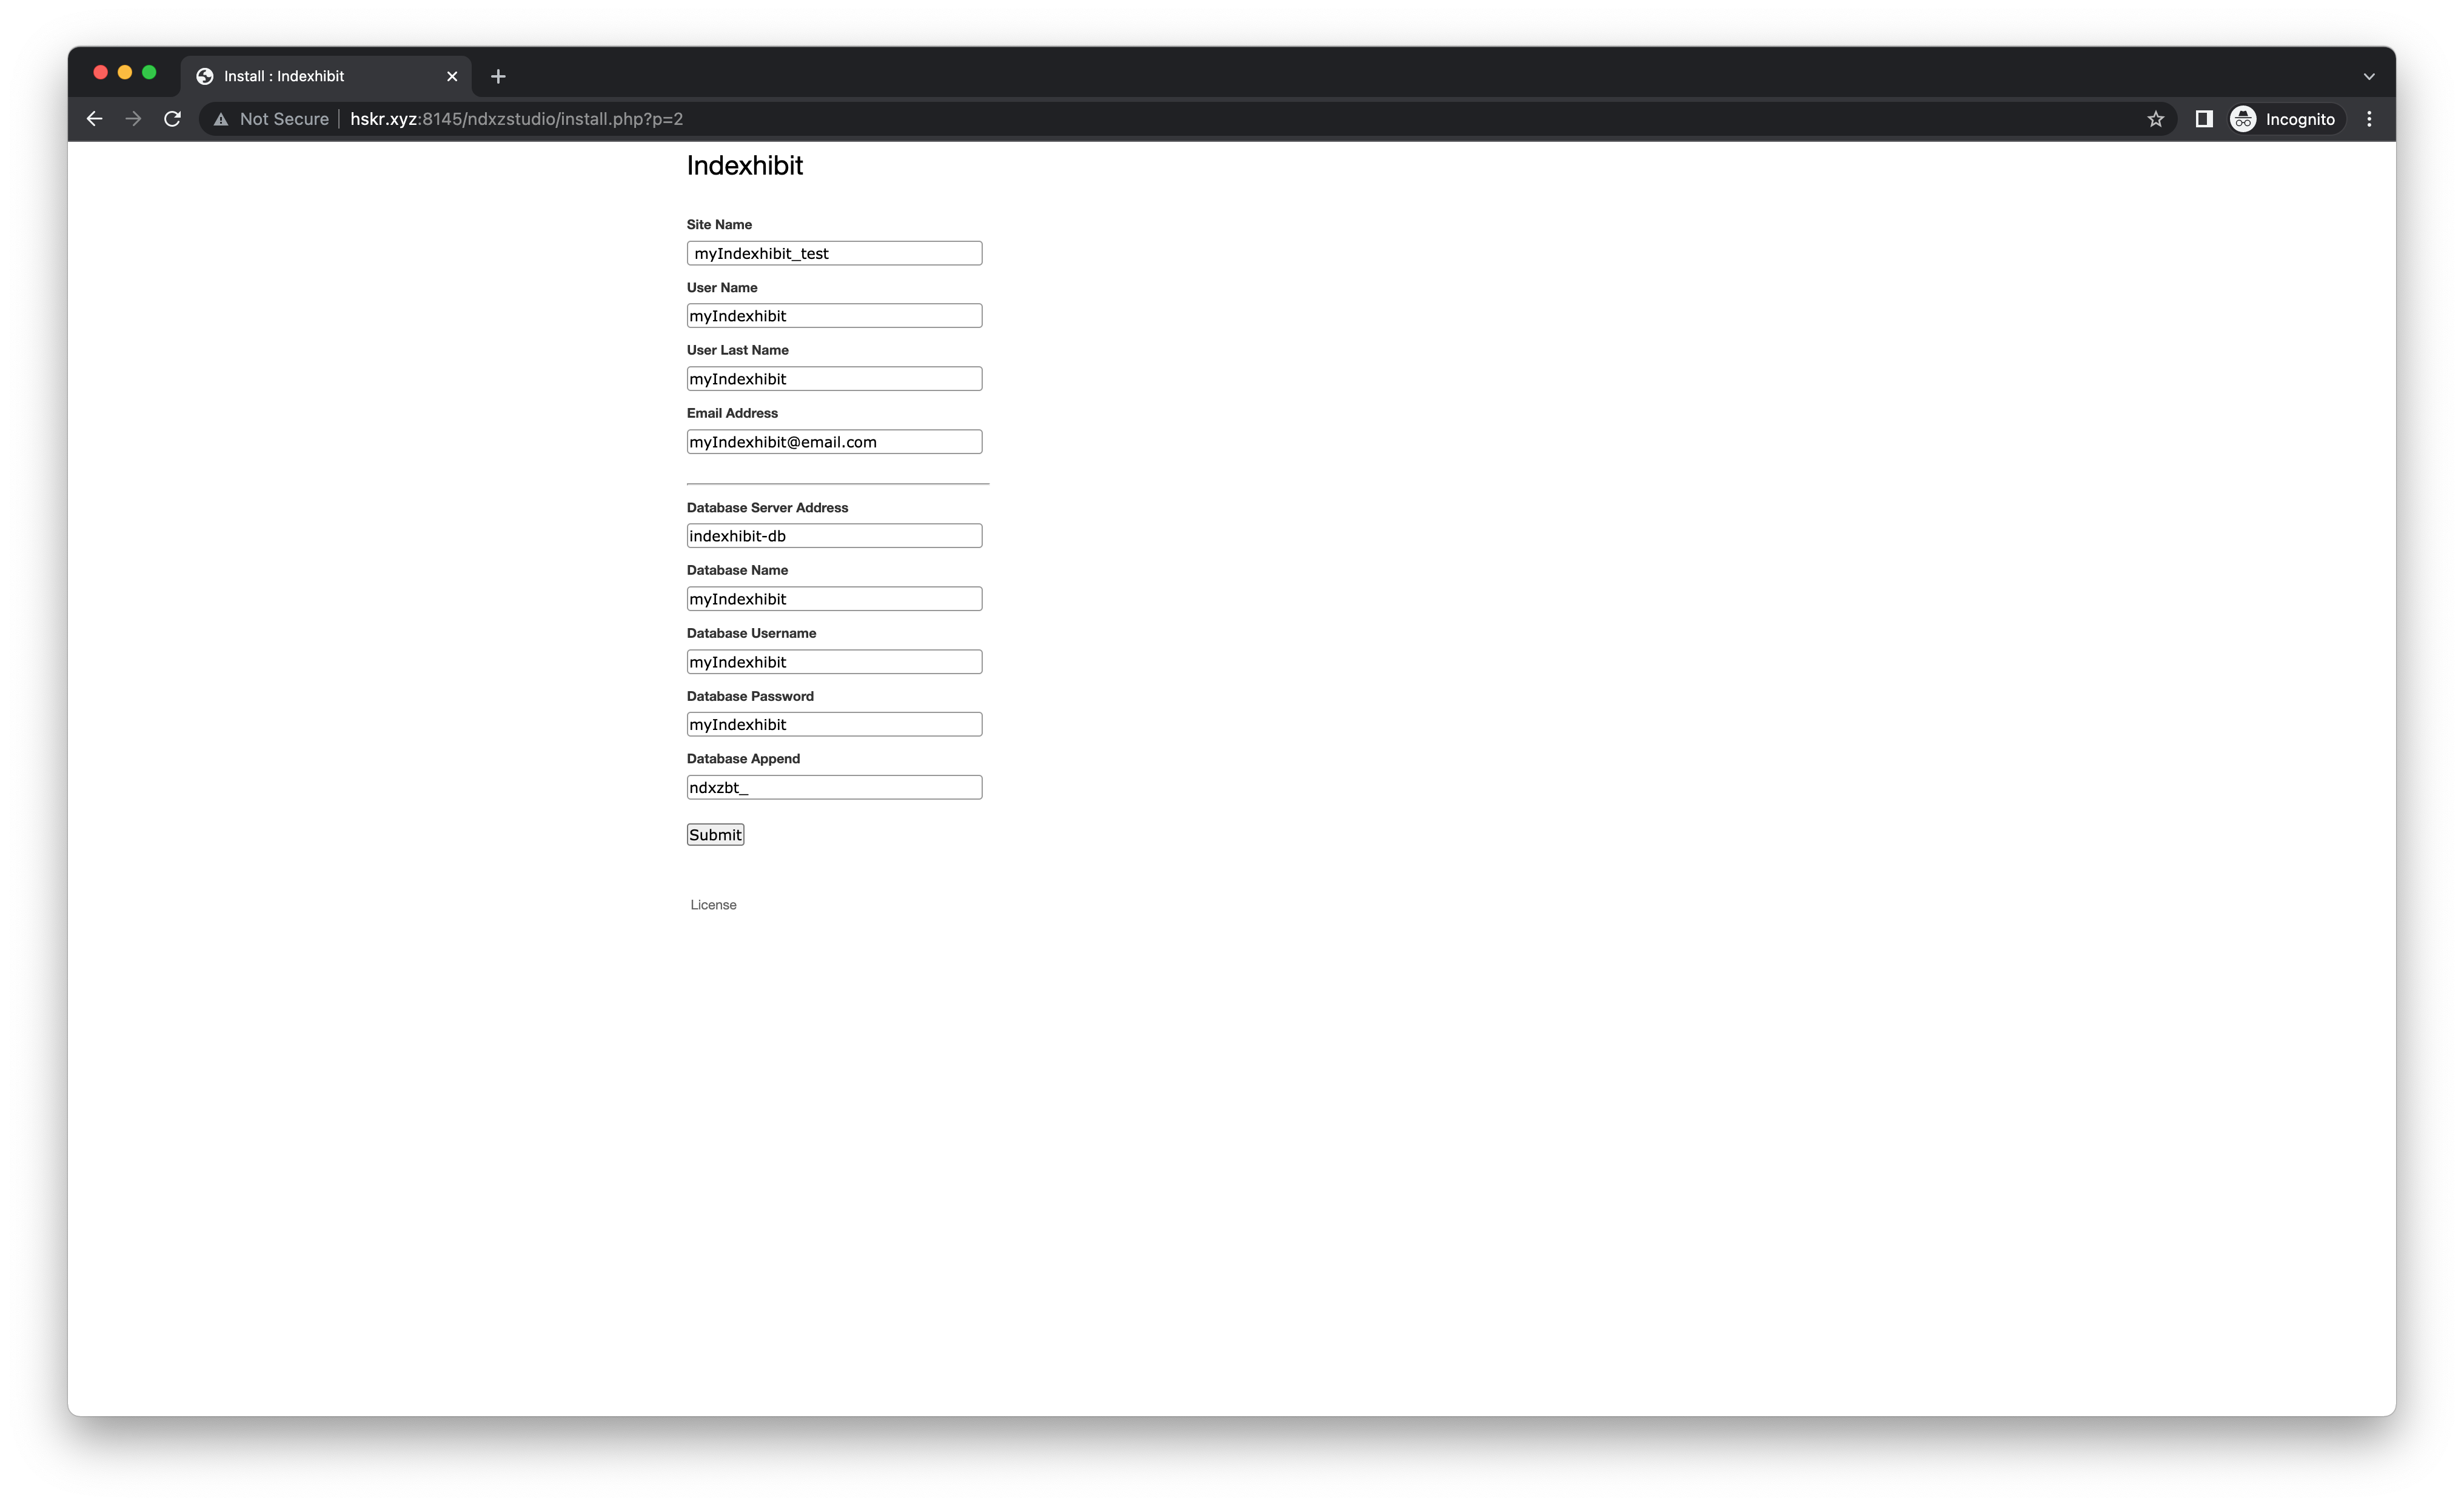 Install : Indexhibit
Not Secure hskr.xyz:8145/ndxzstudio/install.php?p=2
Incognito
Indexhibit
Site Name
myIndexhibit_test
User Name
myIndexhibit
User Last Name
myIndexhibit
Email Address
myIndexhibit@email.com
Database Server Address
indexhibit-db
Database Name
myIndexhibit
Database Username
myIndexhibit
Database Password
myIndexhibit
Database Append
ndxzbt_
Submit
License